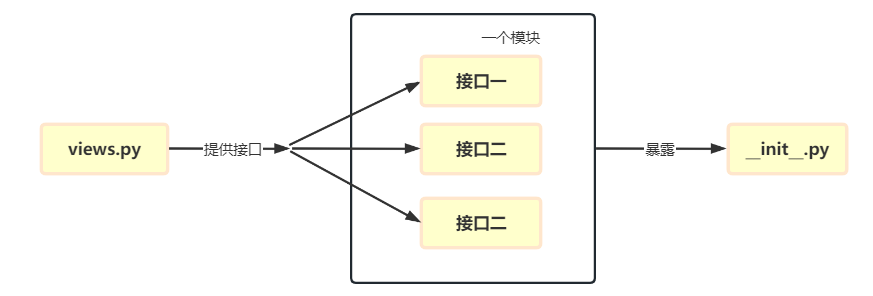 一个模块
接口一
views.py
提供接口
接口二
暴露
__init__.py
接口二